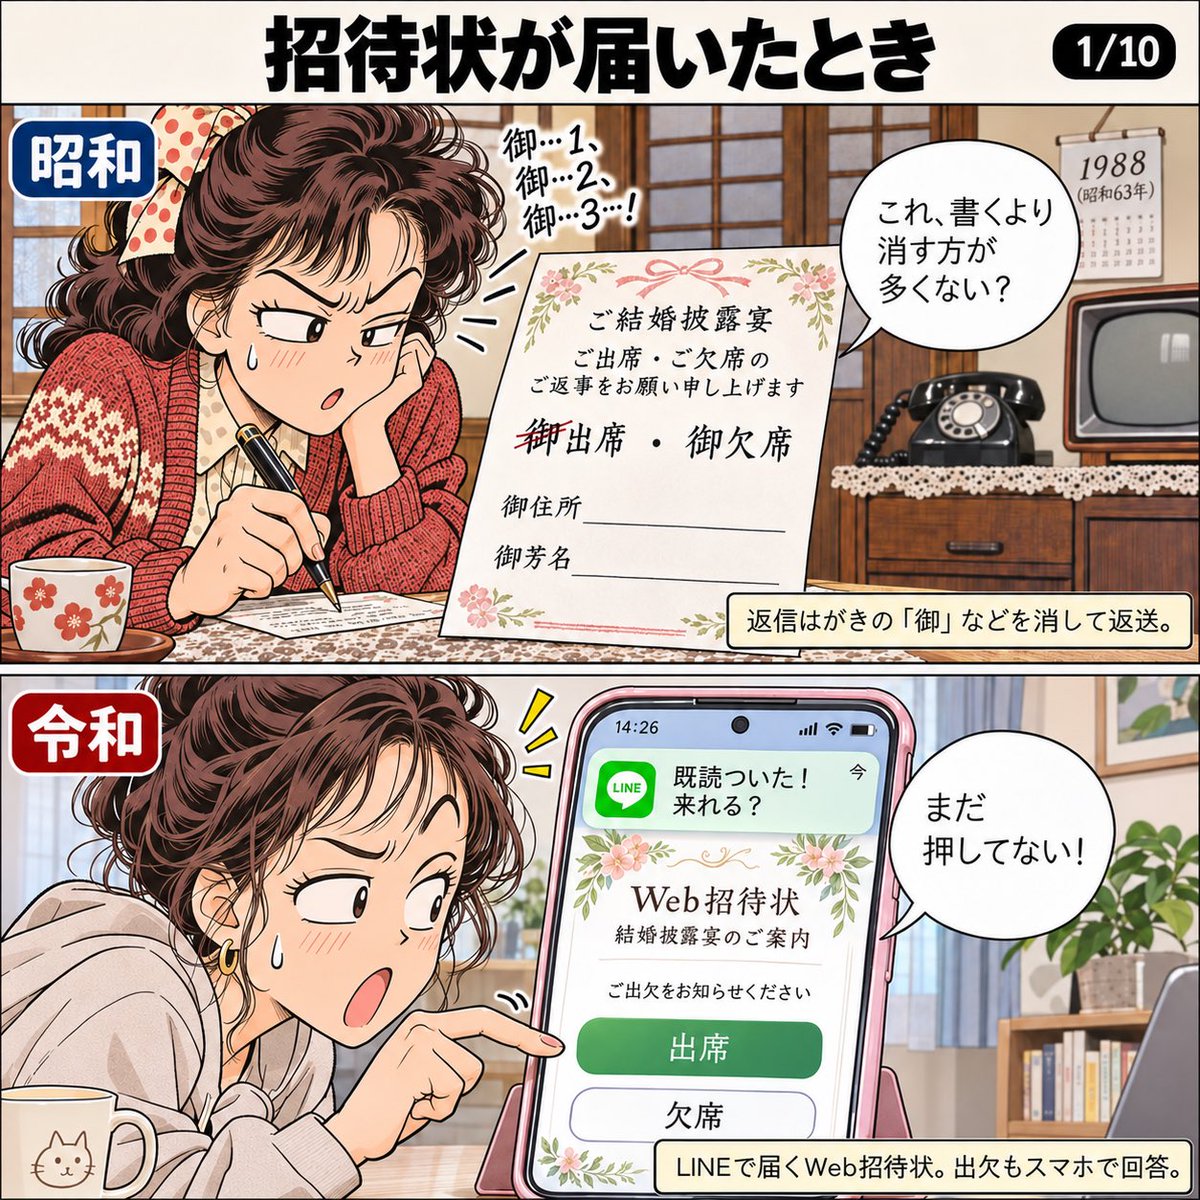 招待状が届いたとき
1/10
昭和
御…1、
御…2、
御…3…!
これ、書くより
消す方が
多くない?
1988
(昭和63年)
ご結婚披露宴
ご出席・ご欠席の
ご返事をお願い申し上げます
御出席・御欠席
御住所
御芳名
返信はがきの「御」などを消して返送。
令和
14:26
LINE
既読ついた!
来れる?
今
まだ
押してない!
Web招待状
結婚披露宴のご案内
ご出欠をお知らせください
出席
欠席
LINEで届くWeb招待状。出欠もスマホで回答。